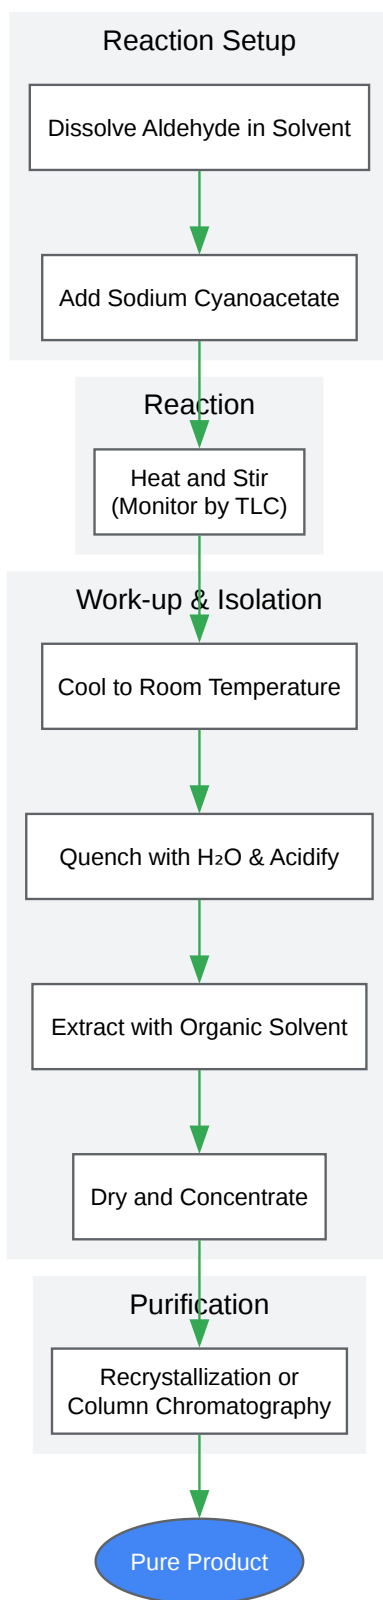 Reaction Setup
Dissolve Aldehyde in Solvent
Add Sodium Cyanoacetate
Reaction
Heat and Stir
(Monitor by TLC)
Work-up & Isolation
Cool to Room Temperature
Quench with H₂O & Acidify
Extract with Organic Solvent
Dry and Concentrate
Purification
Recrystallization or
Column Chromatography
Pure Product